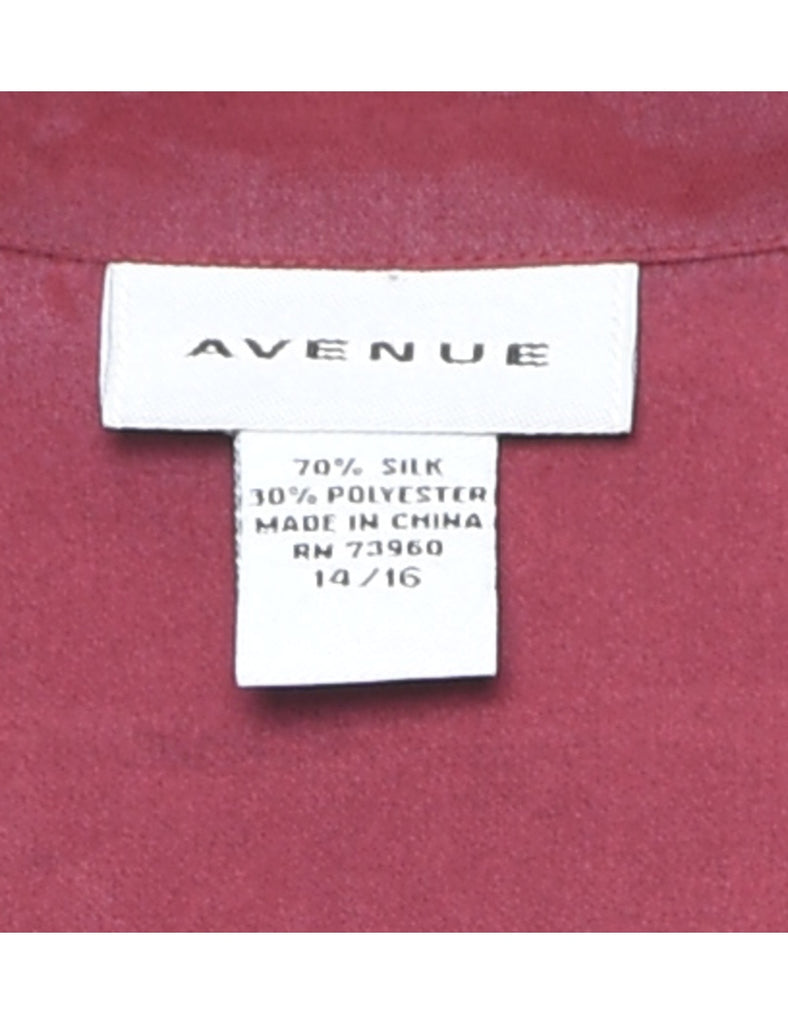 AVENUE
70% SILK
30% POLYESTER
MADE IN CHINA
RN 73960
14/16